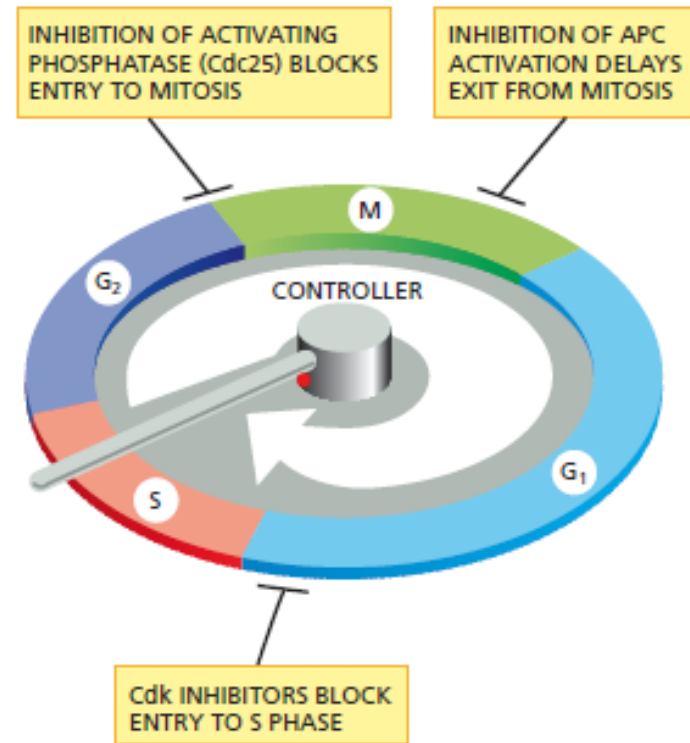 INHIBITION OF ACTIVATING
PHOSPHATASE (Cdc25) BLOCKS
ENTRY TO MITOSIS
INHIBITION OF APC
ACTIVATION DELAYS
EXIT FROM MITOSIS
M
G₂
CONTROLLER
G₁
S
Cdk INHIBITORS BLOCK
ENTRY TO S PHASE